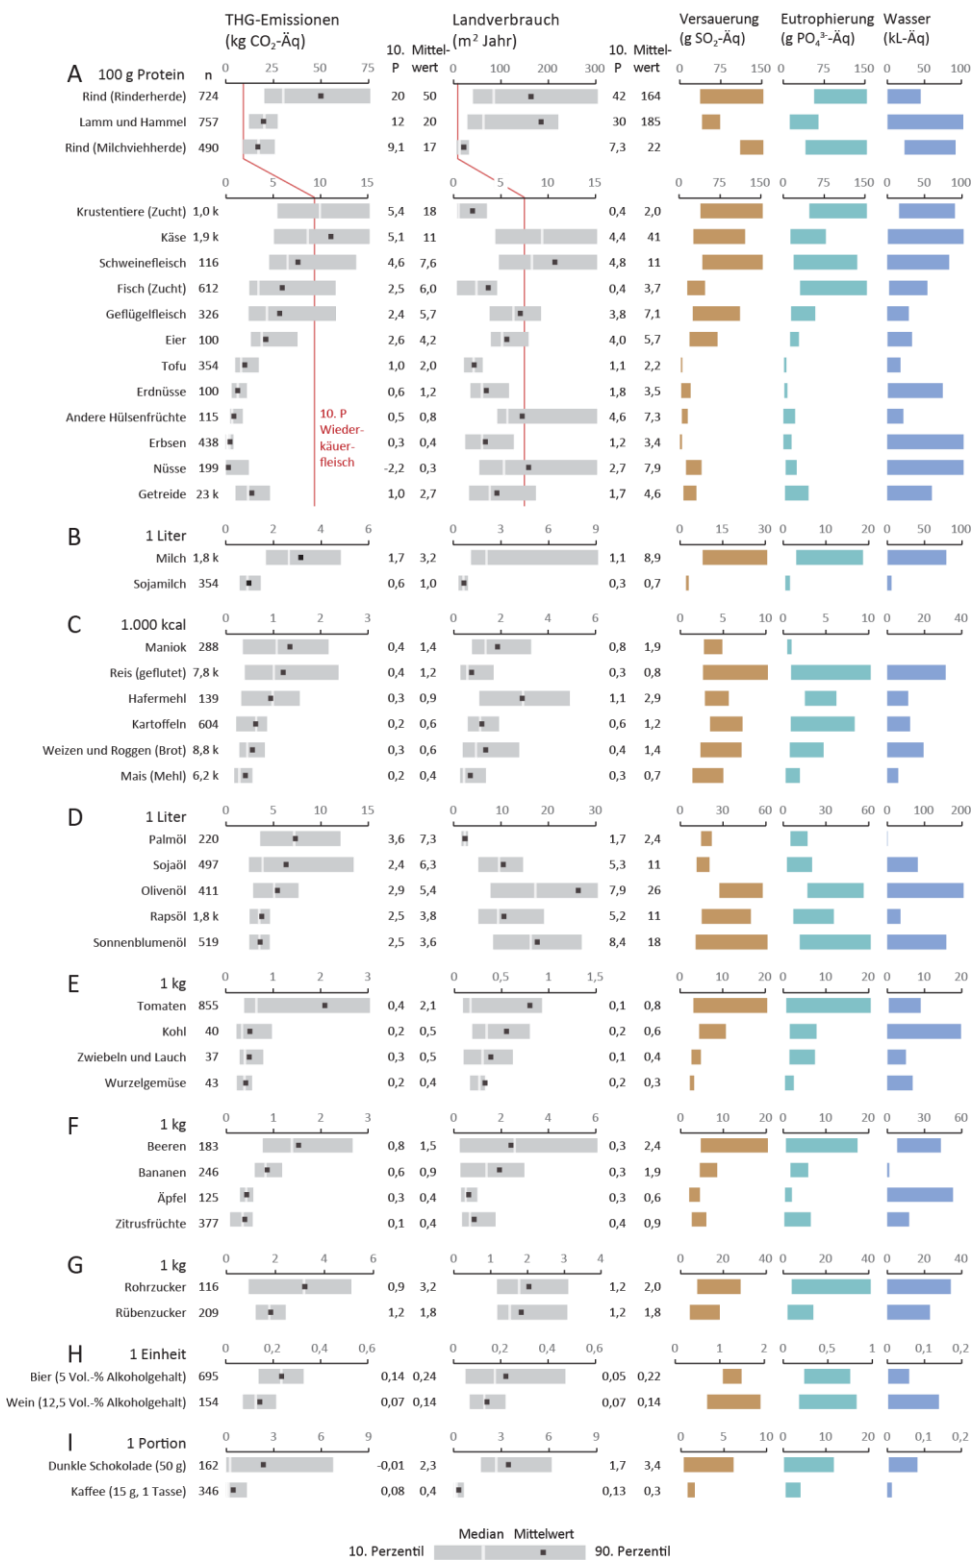 THG-Emissionen Landverbrauch Versauerung Eutrophierung Wasser
(kg CO₂-Äq) (m² Jahr) (g SO₂-Äq) (g PO₄³⁻-Äq) (kL-Äq)
10. P Mittelwert 10. P Mittelwert
A 100 g Protein n 0 25 50 75 0 100 200 300 0 75 150 0 75 150 0 50 100
Rind (Rinderherde) 724 20 50 42 164
Lamm und Hammel 757 12 20 30 185
Rind (Milchviehherde) 490 9,1 17 7,3 22
0 5 10 15 0 5 10 15 0 75 150 0 75 150 0 50 100
Krustentiere (Zucht) 1,0 k 5,4 18 0,4 2,0
Käse 1,9 k 5,1 11 4,4 41
Schweinefleisch 116 4,6 7,6 4,8 11
Fisch (Zucht) 612 2,5 6,0 0,4 3,7
Geflügelfleisch 326 2,4 5,7 3,8 7,1
Eier 100 2,6 4,2 4,0 5,7
Tofu 354 1,0 2,0 1,1 2,2
Erdnüsse 100 0,6 1,2 1,8 3,5
Andere Hülsenfrüchte 115 0,5 0,8 4,6 7,3
Erbsen 438 0,3 0,4 1,2 3,4
Nüsse 199 -2,2 0,3 2,7 7,9
Getreide 23 k 1,0 2,7 1,7 4,6
10. P
Wieder-
käuer-
fleisch
B 1 Liter 0 2 4 6 0 3 6 9 0 15 30 0 10 20 0 50 100
Milch 1,8 k 1,7 3,2 1,1 8,9
Sojamilch 354 0,6 1,0 0,3 0,7
C 1.000 kcal 0 1 2 3 0 2 4 6 0 5 10 0 5 10 0 20 40
Maniok 288 0,4 1,4 0,8 1,9
Reis (geflutet) 7,8 k 0,4 1,2 0,3 0,8
Hafermehl 139 0,3 0,9 1,1 2,9
Kartoffeln 604 0,2 0,6 0,6 1,2
Weizen und Roggen (Brot) 8,8 k 0,3 0,6 0,4 1,4
Mais (Mehl) 6,2 k 0,2 0,4 0,3 0,7
D 1 Liter 0 5 10 15 0 10 20 30 0 30 60 0 30 60 0 100 200
Palmöl 220 3,6 7,3 1,7 2,4
Sojaöl 497 2,4 6,3 5,3 11
Olivenöl 411 2,9 5,4 7,9 26
Rapsöl 1,8 k 2,5 3,8 5,2 11
Sonnenblumenöl 519 2,5 3,6 8,4 18
E 1 kg 0 1 2 3 0 0,5 1 1,5 0 10 20 0 10 20 0 10 20
Tomaten 855 0,4 2,1 0,1 0,8
Kohl 40 0,2 0,5 0,2 0,6
Zwiebeln und Lauch 37 0,3 0,5 0,1 0,4
Wurzelgemüse 43 0,2 0,4 0,2 0,3
F 1 kg 0 1 2 3 0 2 4 6 0 10 20 0 10 20 0 30 60
Beeren 183 0,8 1,5 0,3 2,4
Bananen 246 0,6 0,9 0,3 1,9
Äpfel 125 0,3 0,4 0,3 0,6
Zitrusfrüchte 377 0,1 0,4 0,4 0,9
G 1 kg 0 2 4 6 0 1 2 3 4 0 20 40 0 20 40 0 20 40
Rohrzucker 116 0,9 3,2 1,2 2,0
Rübenzucker 209 1,2 1,8 1,2 1,8
H 1 Einheit 0 0,2 0,4 0,6 0 0,2 0,4 0,6 0 1 2 0 0,5 1 0 0,1 0,2
Bier (5 Vol.-% Alkoholgehalt) 695 0,14 0,24 0,05 0,22
Wein (12,5 Vol.-% Alkoholgehalt) 154 0,07 0,14 0,07 0,14
I 1 Portion 0 3 6 9 0 3 6 9 0 5 10 0 10 20 0 0,1 0,2
Dunkle Schokolade (50 g) 162 -0,01 2,3 1,7 3,4
Kaffee (15 g, 1 Tasse) 346 0,08 0,4 0,13 0,3
Median Mittelwert
10. Perzentil 90. Perzentil